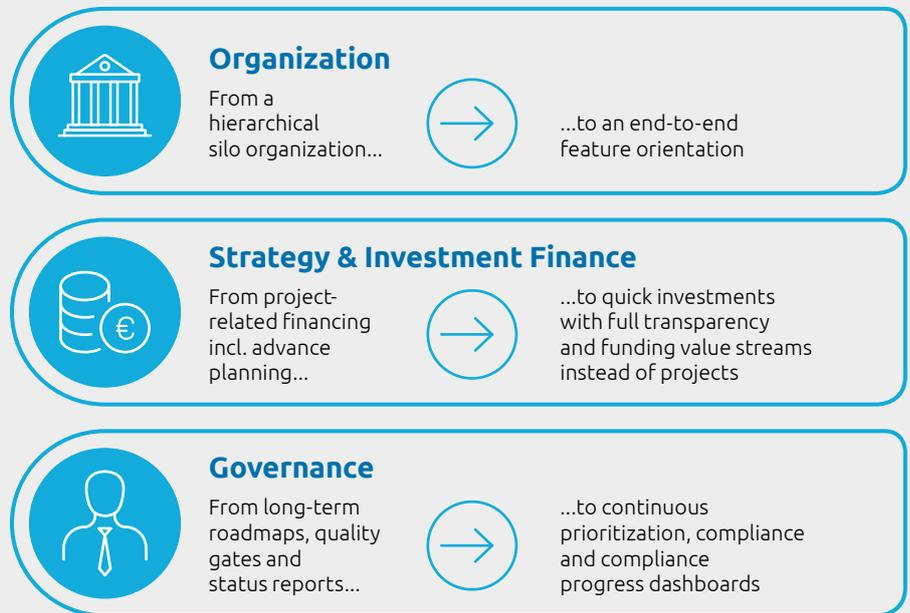 Organization
From a
hierarchical
silo organization...
...to an end-to-end
feature orientation
Strategy & Investment Finance
From project-
related financing
incl. advance
planning...
...to quick investments
with full transparency
and funding value streams
instead of projects
€
Governance
From long-term
roadmaps, quality
gates and
status reports...
...to continuous
prioritization, compliance
and compliance
progress dashboards